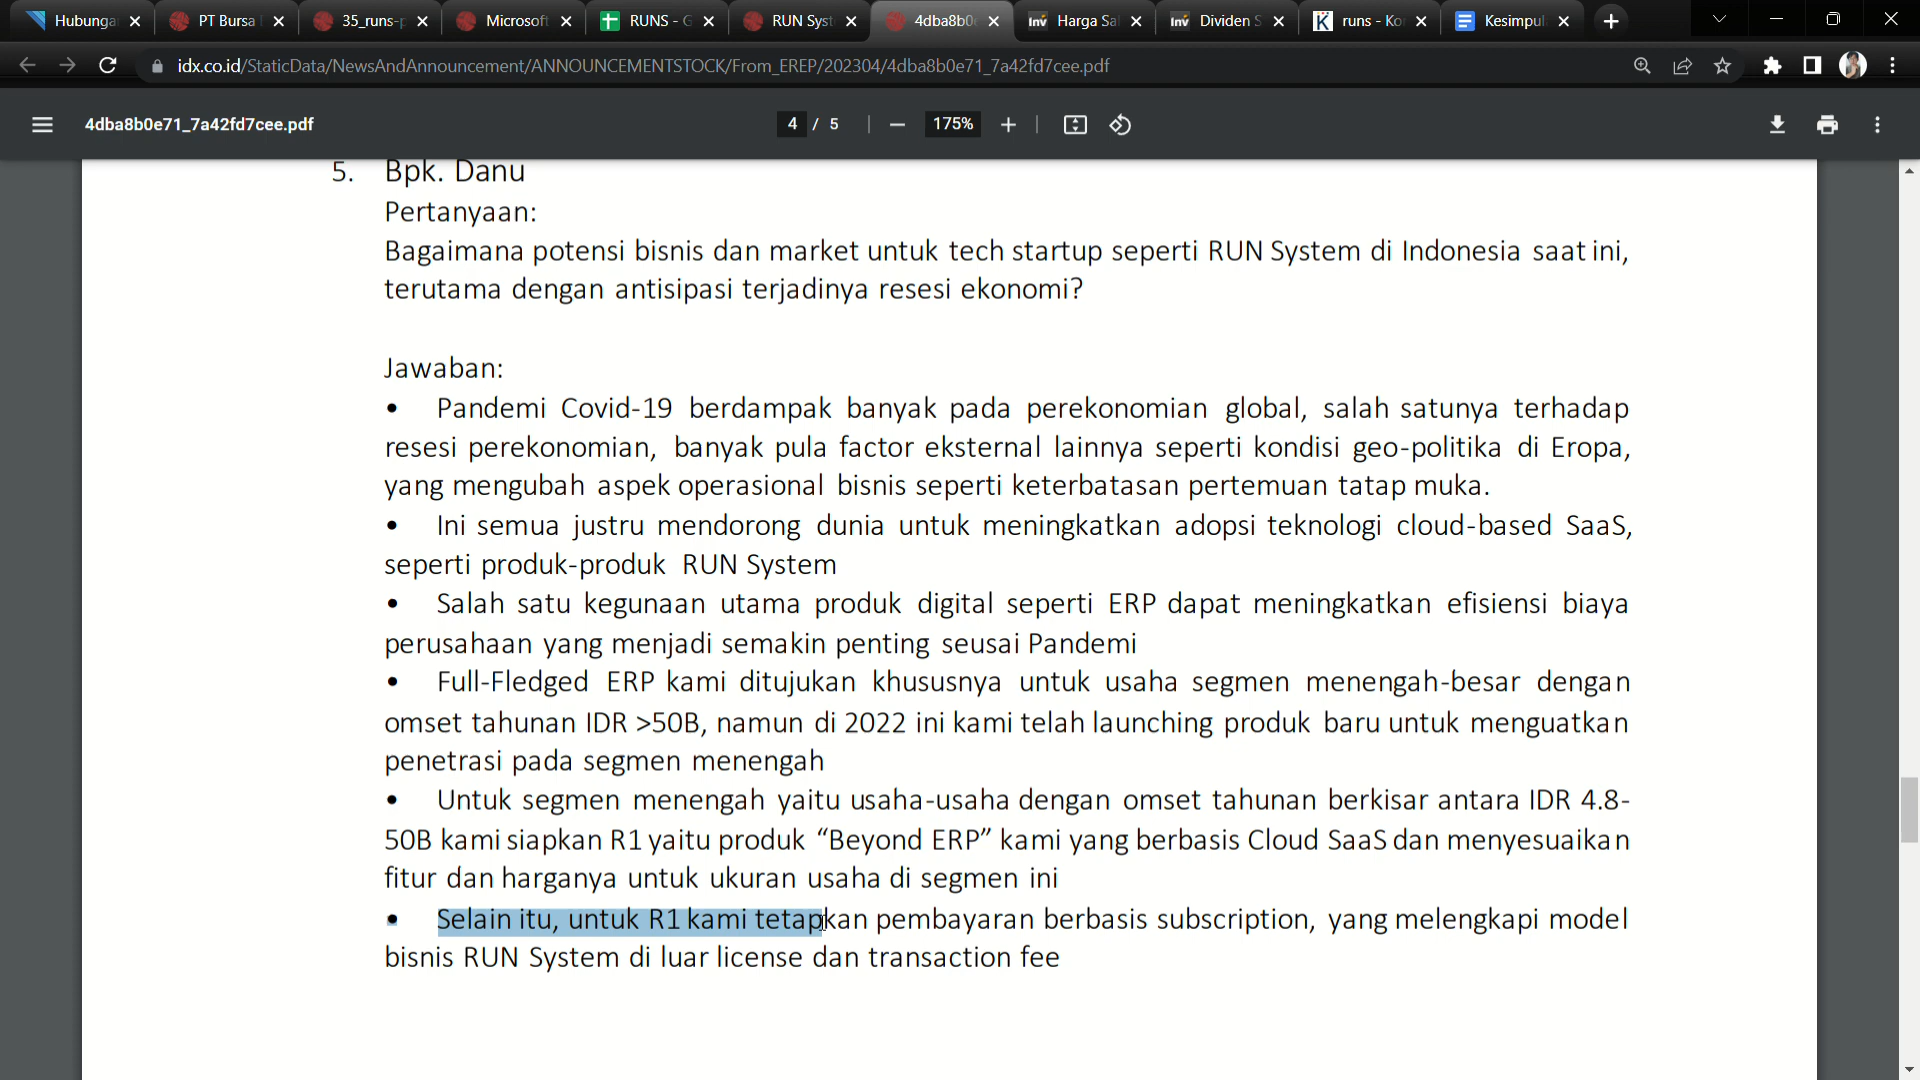 Hubunga
PT Bursa
35_runs-p
Microsoft
RUNS - G
RUN Syst
4dba8b0e
Harga Sa
Dividen S
runs - Ko
Kesimpul
idx.co.id/StaticData/NewsAndAnnouncement/ANNOUNCEMENTSTOCK/From_EREP/202304/4dba8b0e71_7a42fd7cee.pdf
4dba8b0e71_7a42fd7cee.pdf
4 / 5
175%
5. Bpk. Danu
Pertanyaan:
Bagaimana potensi bisnis dan market untuk tech startup seperti RUN System di Indonesia saat ini,
terutama dengan antisipasi terjadinya resesi ekonomi?
Jawaban:
• Pandemi Covid-19 berdampak banyak pada perekonomian global, salah satunya terhadap
resesi perekonomian, banyak pula factor eksternal lainnya seperti kondisi geo-politika di Eropa,
yang mengubah aspek operasional bisnis seperti keterbatasan pertemuan tatap muka.
• Ini semua justru mendorong dunia untuk meningkatkan adopsi teknologi cloud-based SaaS,
seperti produk-produk RUN System
• Salah satu kegunaan utama produk digital seperti ERP dapat meningkatkan efisiensi biaya
perusahaan yang menjadi semakin penting seusai Pandemi
• Full-Fledged ERP kami ditujukan khususnya untuk usaha segmen menengah-besar dengan
omset tahunan IDR >50B, namun di 2022 ini kami telah launching produk baru untuk menguatkan
penetrasi pada segmen menengah
• Untuk segmen menengah yaitu usaha-usaha dengan omset tahunan berkisar antara IDR 4.8-
50B kami siapkan R1 yaitu produk “Beyond ERP” kami yang berbasis Cloud SaaS dan menyesuaikan
fitur dan harganya untuk ukuran usaha di segmen ini
• Selain itu, untuk R1 kami tetapkan pembayaran berbasis subscription, yang melengkapi model
bisnis RUN System di luar license dan transaction fee